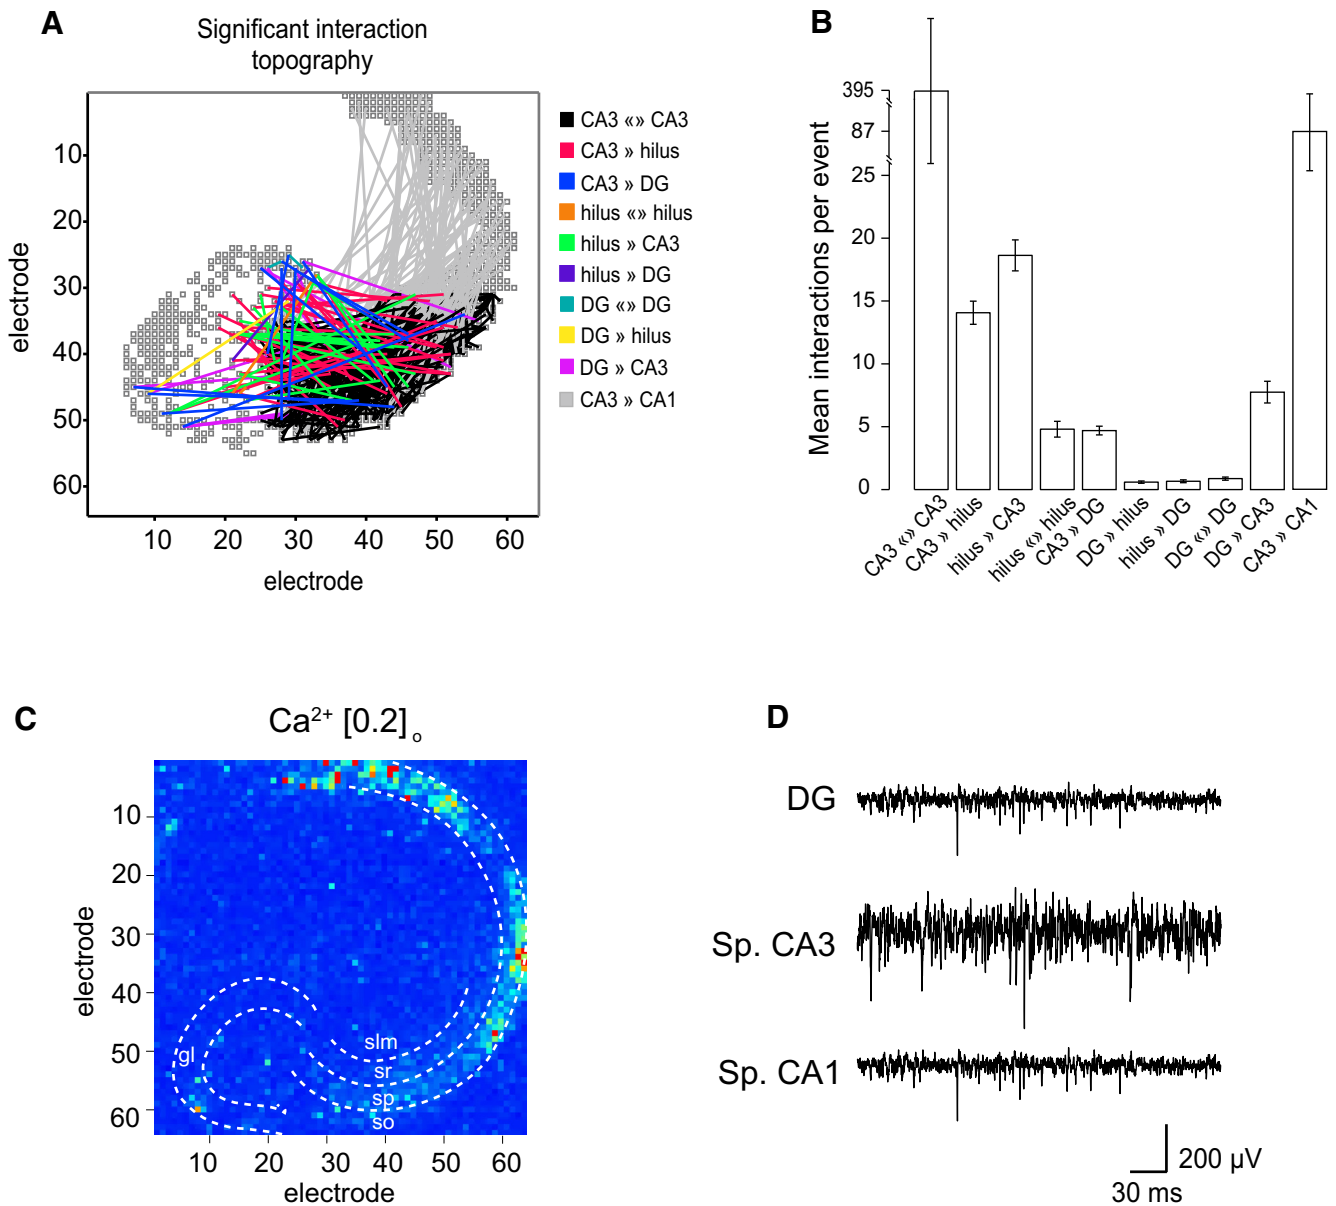 A
Significant interaction
topography
electrode
10
20
30
40
50
60
10 20 30 40 50 60
electrode
CA3 «» CA3
CA3 » hilus
CA3 » DG
hilus «» hilus
hilus » CA3
hilus » DG
DG «» DG
DG » hilus
DG » CA3
CA3 » CA1
B
Mean interactions per event
395
87
25
20
15
10
5
0
CA3 «» CA3
CA3 » hilus
hilus » CA3
hilus «» hilus
CA3 » DG
DG » hilus
hilus » DG
DG «» DG
DG » CA3
CA3 » CA1
C
Ca2+ [0.2]o
electrode
10
20
30
40
50
60
gl
slm
sr
sp
so
10 20 30 40 50 60
electrode
D
DG
Sp. CA3
Sp. CA1
200 µV
30 ms